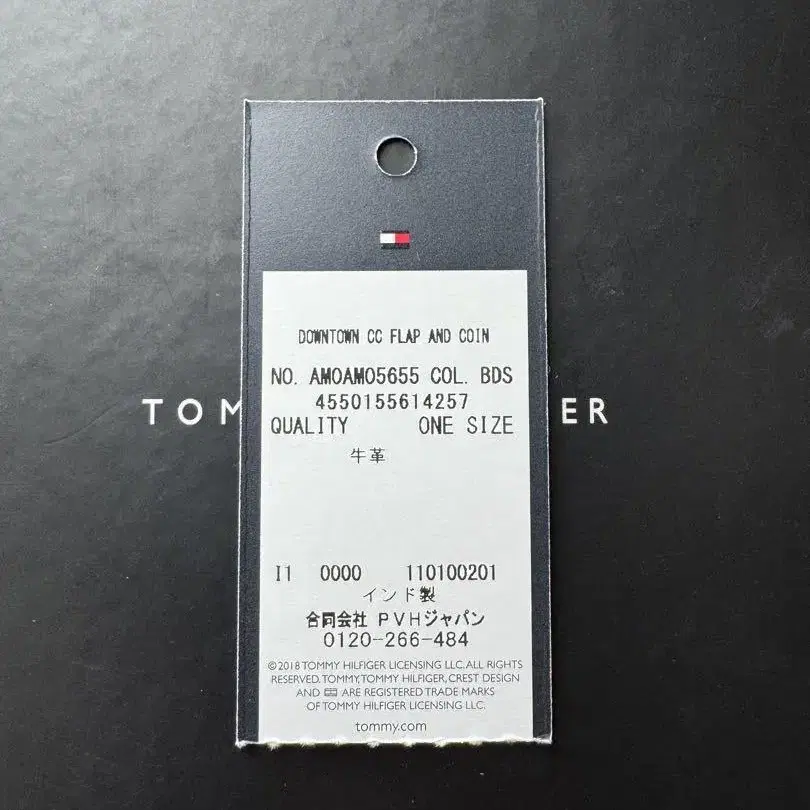 DOWNTOWN CC FLAP AND COIN
NO. AM0AM05655 COL. BDS
4550155614257
QUALITY ONE SIZE
牛革
TOM ER
I1 0000 110100201
インド製
合同会社 PVHジャパン
0120-266-484
©2018 TOMMY HILFIGER LICENSING LLC. ALL RIGHTS
RESERVED. TOMMY, TOMMY HILFIGER, CREST DESIGN
AND ARE REGISTERED TRADE MARKS
OF TOMMY HILFIGER LICENSING LLC.
tommy.com